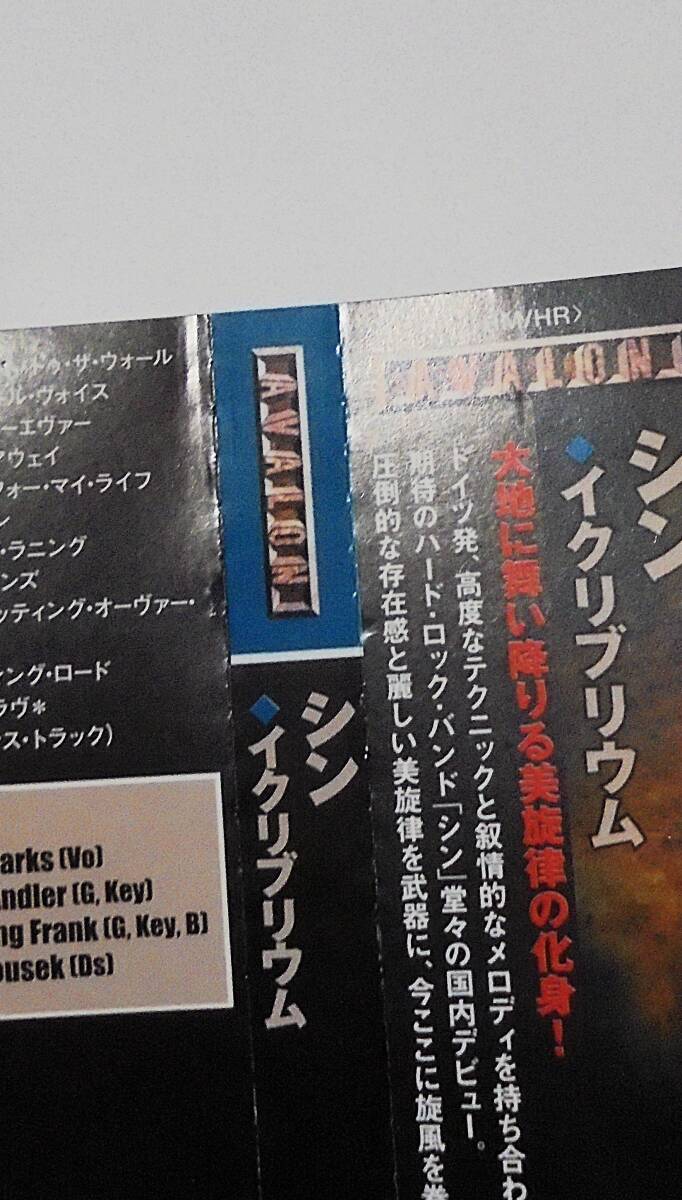 トゥ・ザ・ウォール
ル・ヴォイス
ーエヴァー
アウェイ
フォー・マイ・ライフ
ン
・ラニング
ンズ
ッティング・オーヴァー・
ング・ロード
ラヴ*
ス・トラック)
arks (Vo)
ndler (G, Key)
ng Frank (G, Key, B)
ousek (Ds)
AVALON
シン
◆イクリブリウム
/HR〉
AVALON
シン
◆イクリブリウム
大地に舞い降りる美旋律の化身!
ドイツ発、高度なテクニックと叙情的なメロディを持ち合わ
期待のハード・ロック・バンド「シン」堂々の国内デビュー。
圧倒的な存在感と麗しい美旋律を武器に、今ここに旋風を巻